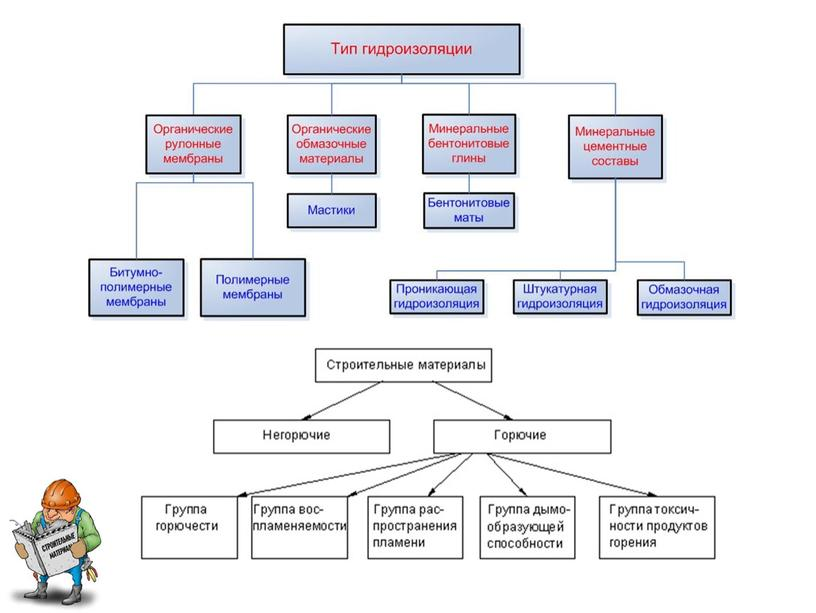 Тип гидроизоляции
Органические
рулонные
мембраны
Органические
обмазочные
материалы
Минеральные
бентонитовые
глины
Минеральные
цементные
составы
Мастики
Бентонитовые
маты
Битумно-
полимерные
мембраны
Полимерные
мембраны
Проникающая
гидроизоляция
Штукатурная
гидроизоляция
Обмазочная
гидроизоляция
Строительные материалы
Негорючие
Горючие
Группа
горючести
Группа вос-
пламеняемости
Группа рас-
пространения
пламени
Группа дымо-
образующей
способности
Группа токсич-
ности продуктов
горения
СТРОИТЕЛЬНЫЕ